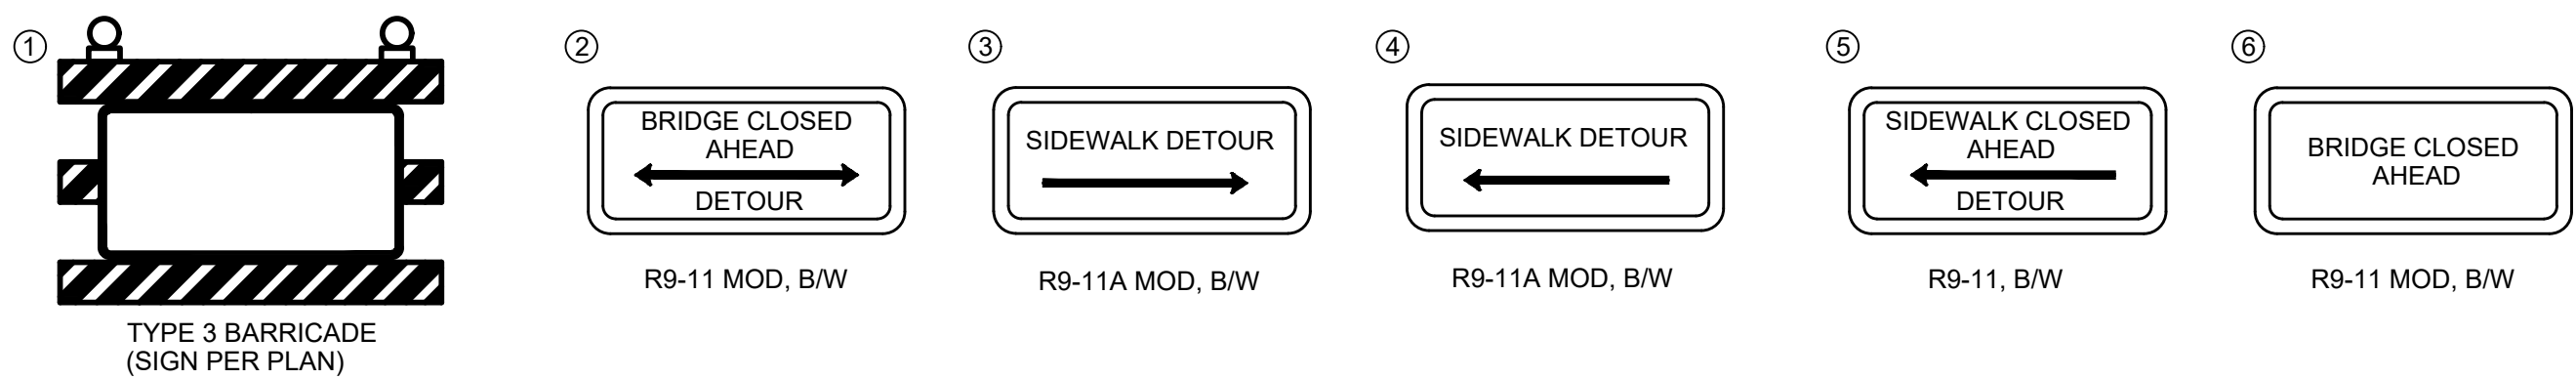 ①
TYPE 3 BARRICADE
(SIGN PER PLAN)
②
BRIDGE CLOSED
AHEAD
DETOUR
R9-11 MOD, B/W
③
SIDEWALK DETOUR
R9-11A MOD, B/W
④
SIDEWALK DETOUR
R9-11A MOD, B/W
⑤
SIDEWALK CLOSED
AHEAD
DETOUR
R9-11, B/W
⑥
BRIDGE CLOSED
AHEAD
R9-11 MOD, B/W